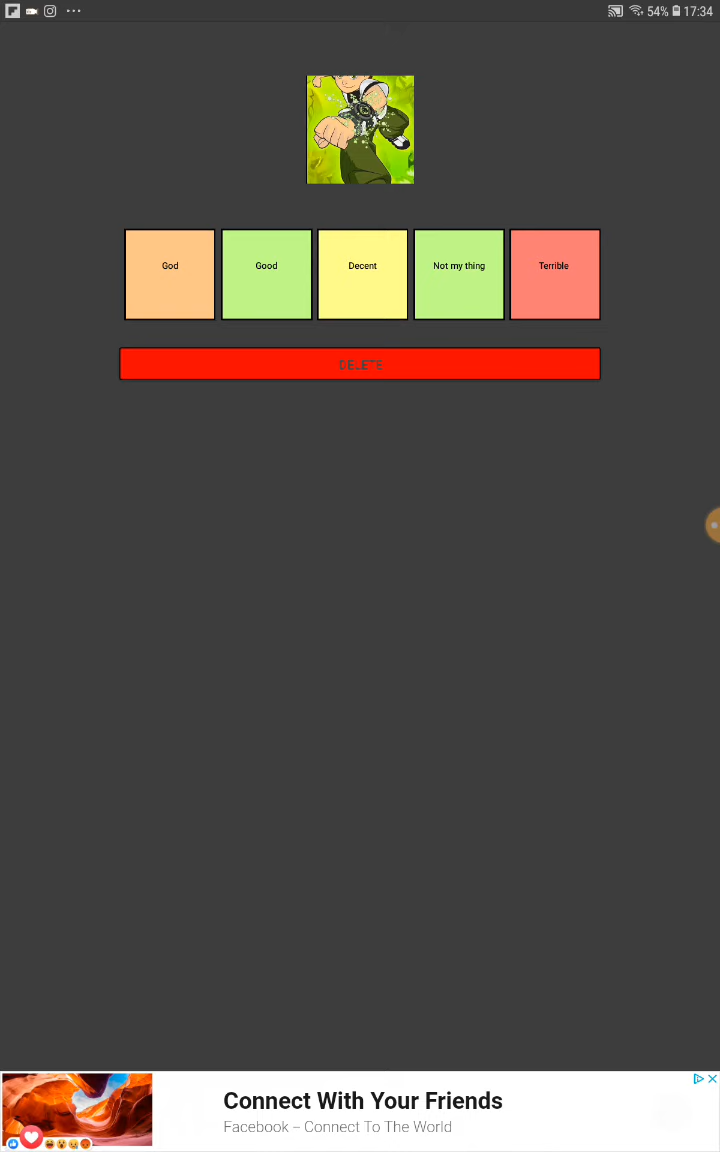 54% 17:34
God
Good
Decent
Not my thing
Terrible
DELETE
Connect With Your Friends
Facebook – Connect To The World